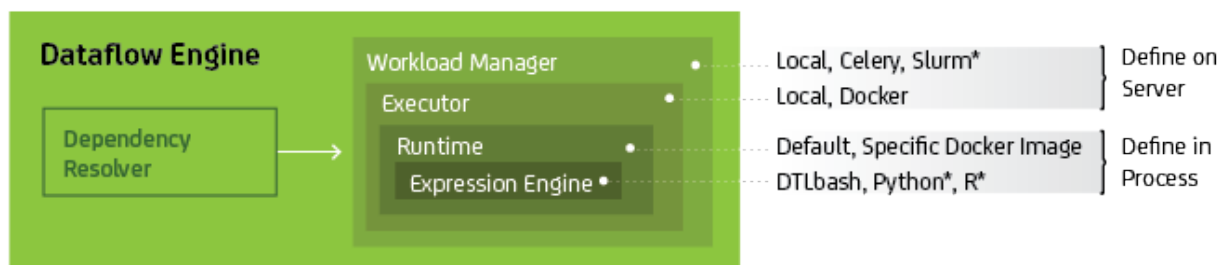 Dataflow Engine
Dependency
Resolver
Workload Manager
Executor
Runtime
Expression Engine
Local, Celery, Slurm*
Local, Docker
Default, Specific Docker Image
DTLbash, Python*, R*
Define on
Server
Define in
Process